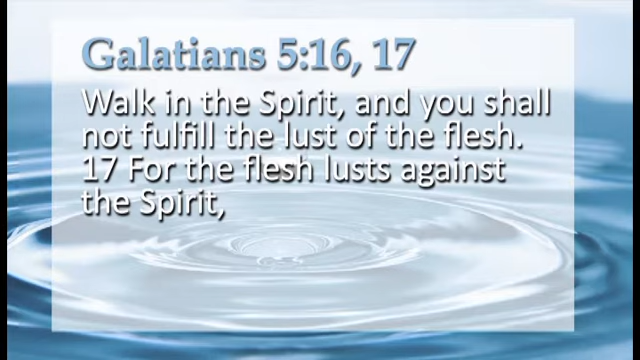 Galatians 5:16, 17
Walk in the Spirit, and you shall
not fulfill the lust of the flesh.
17 For the flesh lusts against
the Spirit,